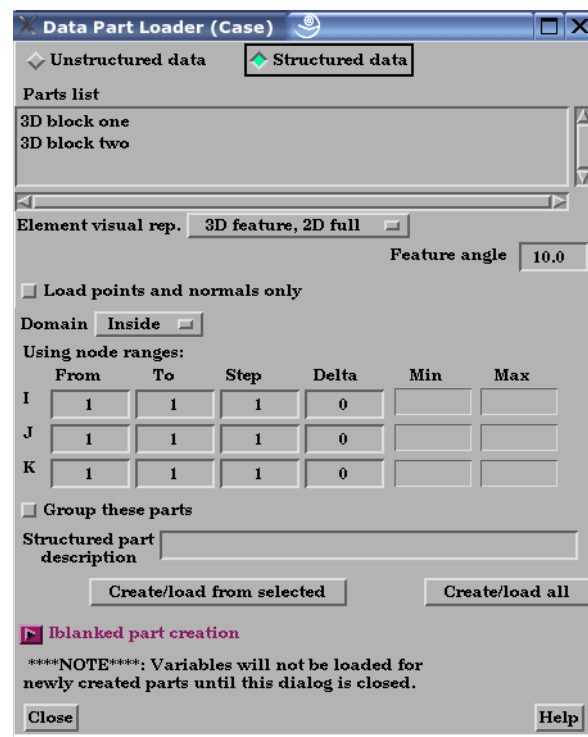 Data Part Loader (Case)
Unstructured data Structured data
Parts list
3D block one
3D block two
Element visual rep. 3D feature, 2D full
Feature angle 10.0
Load points and normals only
Domain Inside
Using node ranges:
From To Step Delta Min Max
I 1 1 1 0
J 1 1 1 0
K 1 1 1 0
Group these parts
Structured part
description
Create/load from selected Create/load all
Iblanked part creation
****NOTE****: Variables will not be loaded for
newly created parts until this dialog is closed.
Close Help